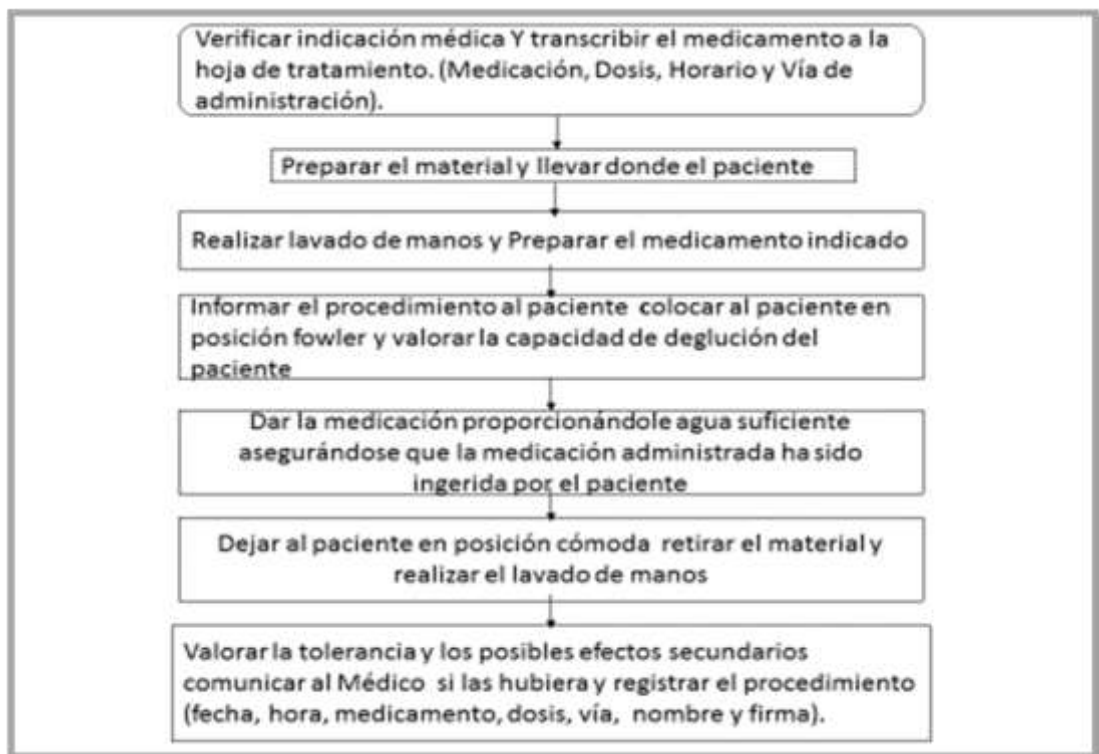 Verificar indicación médica Y transcribir el medicamento a la
hoja de tratamiento. (Medicación, Dosis, Horario y Vía de
administración).
Preparar el material y llevar donde el paciente
Realizar lavado de manos y Preparar el medicamento indicado
Informar el procedimiento al paciente colocar al paciente en
posición fowler y valorar la capacidad de deglución del
paciente
Dar la medicación proporcionándole agua suficiente
asegurándose que la medicación administrada ha sido
ingerida por el paciente
Dejar al paciente en posición cómoda retirar el material y
realizar el lavado de manos
Valorar la tolerancia y los posibles efectos secundarios
comunicar al Médico si las hubiera y registrar el procedimiento
(fecha, hora, medicamento, dosis, vía, nombre y firma).